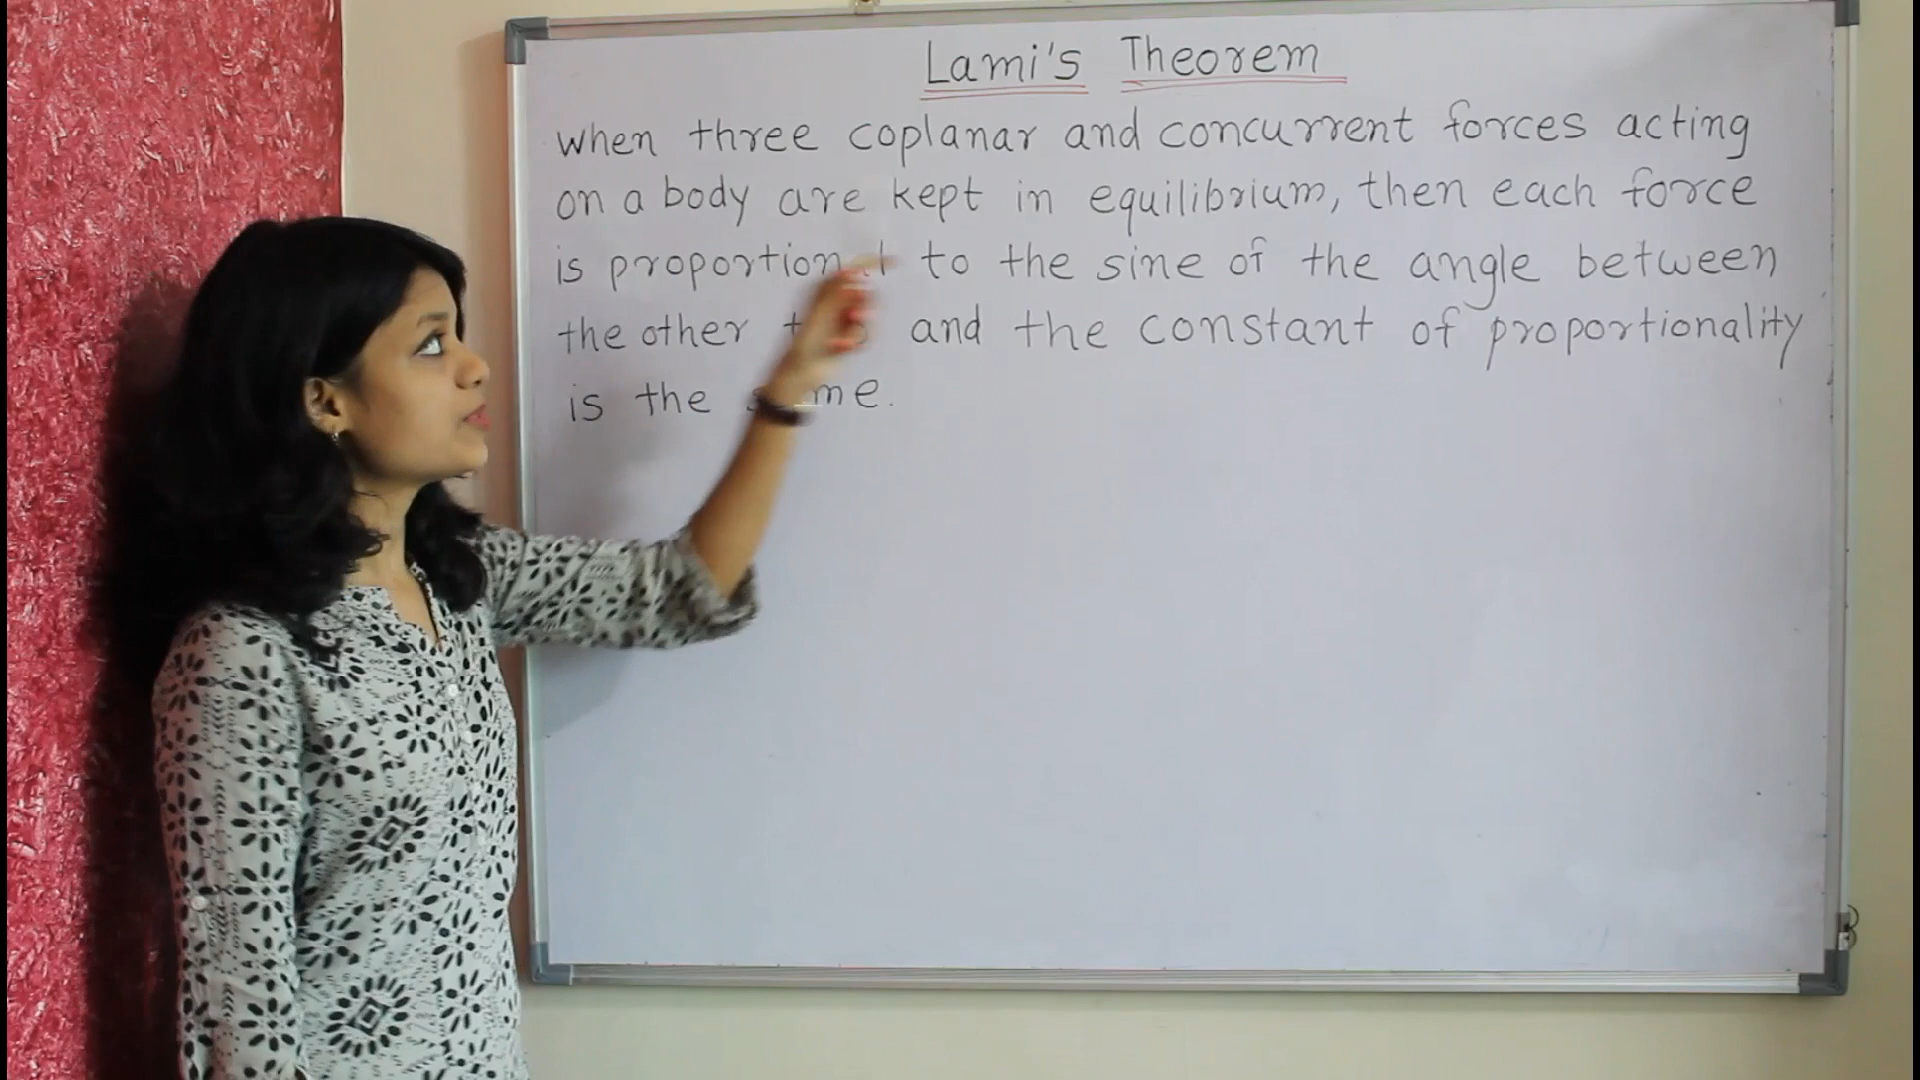 Lami's Theorem
When three coplanar and concurrent forces acting
on a body are kept in equilibrium, then each force
is proportional to the sine of the angle between
the other two and the constant of proportionality
is the same.